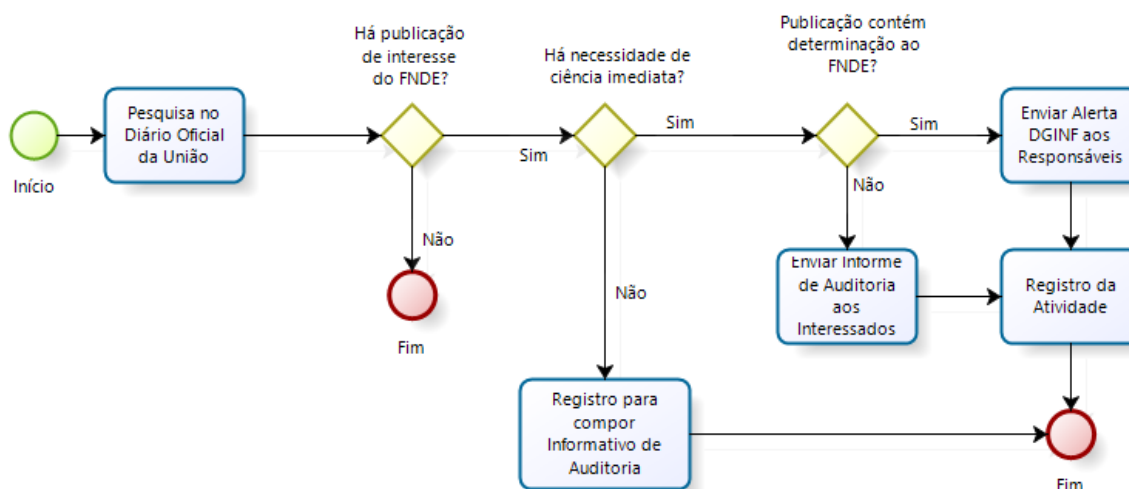 Há publicação
de interesse
do FNDE?
Há necessidade de
ciência imediata?
Publicação contém
determinação ao
FNDE?
Início
Pesquisa no
Diário Oficial
da União
Sim
Sim
Sim
Enviar Alerta
DGINF aos
Responsáveis
Não
Não
Não
Fim
Enviar Informe
de Auditoria
aos
Interessados
Registro da
Atividade
Registro para
compor
Informativo de
Auditoria
Fim